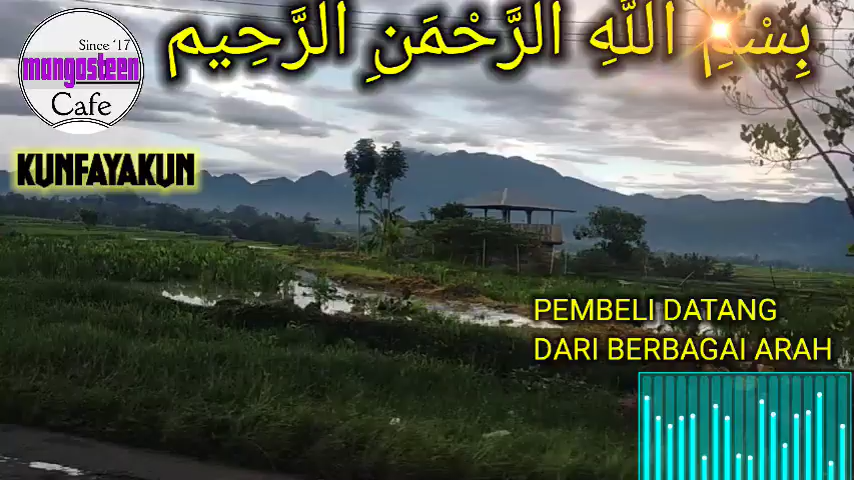 بِسْمِ اللَّهِ الرَّحْمَنِ الرَّحِيم
Since '17
mangosteen
Cafe
KUNFAYAKUN
PEMBELI DATANG
DARI BERBAGAI ARAH